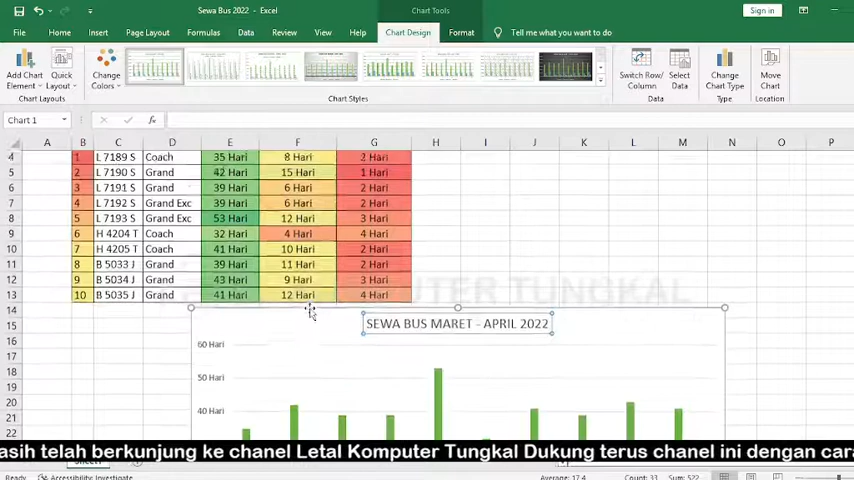 Sewa Bus 2022 - Excel
Chart Tools
Sign in
File Home Insert Page Layout Formulas Data Review View Help Chart Design Format Tell me what you want to do
Add Chart Element Quick Layout Change Colors Switch Row/ Column Select Data Change Chart Type Move Chart
Chart Layouts Chart Styles Data Type Location
Chart 1 fx
A B C D E F G H I J K L M N O P
4 1 L 7189 S Coach 35 Hari 8 Hari 2 Hari
5 2 L 7190 S Grand 42 Hari 15 Hari 1 Hari
6 3 L 7191 S Grand 39 Hari 6 Hari 2 Hari
7 4 L 7192 S Grand Exc 39 Hari 6 Hari 2 Hari
8 5 L 7193 S Grand Exc 53 Hari 12 Hari 3 Hari
9 6 H 4204 T Coach 32 Hari 4 Hari 4 Hari
10 7 H 4205 T Coach 41 Hari 10 Hari 2 Hari
11 8 B 5033 J Grand 39 Hari 11 Hari 2 Hari
12 9 B 5034 J Grand 43 Hari 9 Hari 3 Hari
13 10 B 5035 J Grand 41 Hari 12 Hari 4 Hari
PUTER TUNGKAL
14
15 SEWA BUS MARET - APRIL 2022
16 60 Hari
17
18 50 Hari
19
20
21 40 Hari
22
asih telah berkunjung ke chanel Letal Komputer Tungkal Dukung terus chanel ini dengan cara
Ready Accessibility: Investigate Average: 17.4 Count: 33 Sum: 522